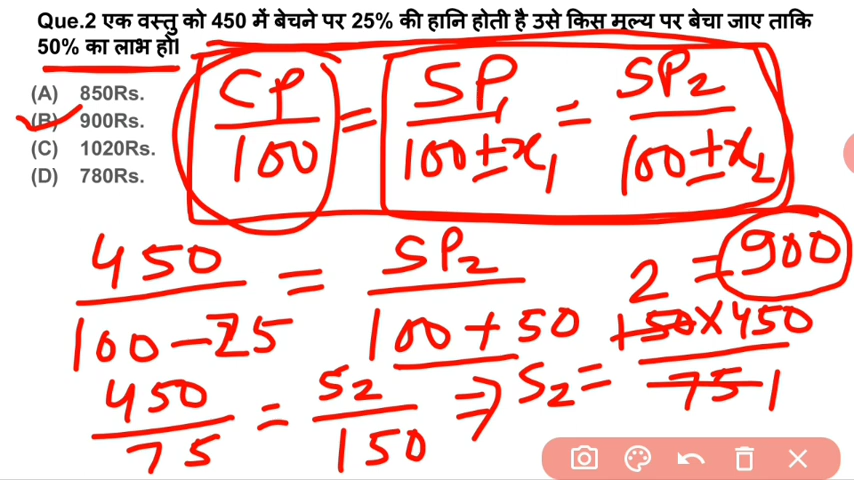 Que.2 एक वस्तु को 450 में बेचने पर 25% की हानि होती है उसे किस मूल्य पर बेचा जाए ताकि
50% का लाभ हो।
(A) 850Rs.
(B) 900Rs.
(C) 1020Rs.
(D) 780Rs.
CP/100 = SP₁/100±x₁ = SP₂/100±x₂
450/100-25 = SP₂/100+50
450/75 = S2/150 ⇒ S₂ = 150×450/75 1
2 = 900